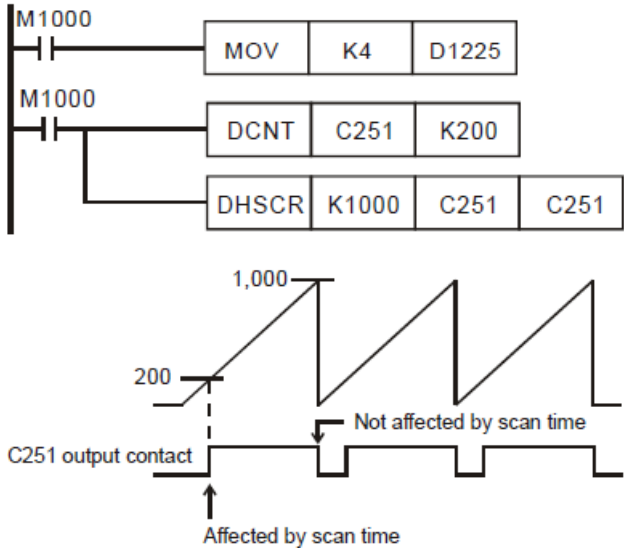 M1000
MOV K4 D1225
M1000
DCNT C251 K200
DHSCR K1000 C251 C251
1,000
200
Not affected by scan time
C251 output contact
Affected by scan time